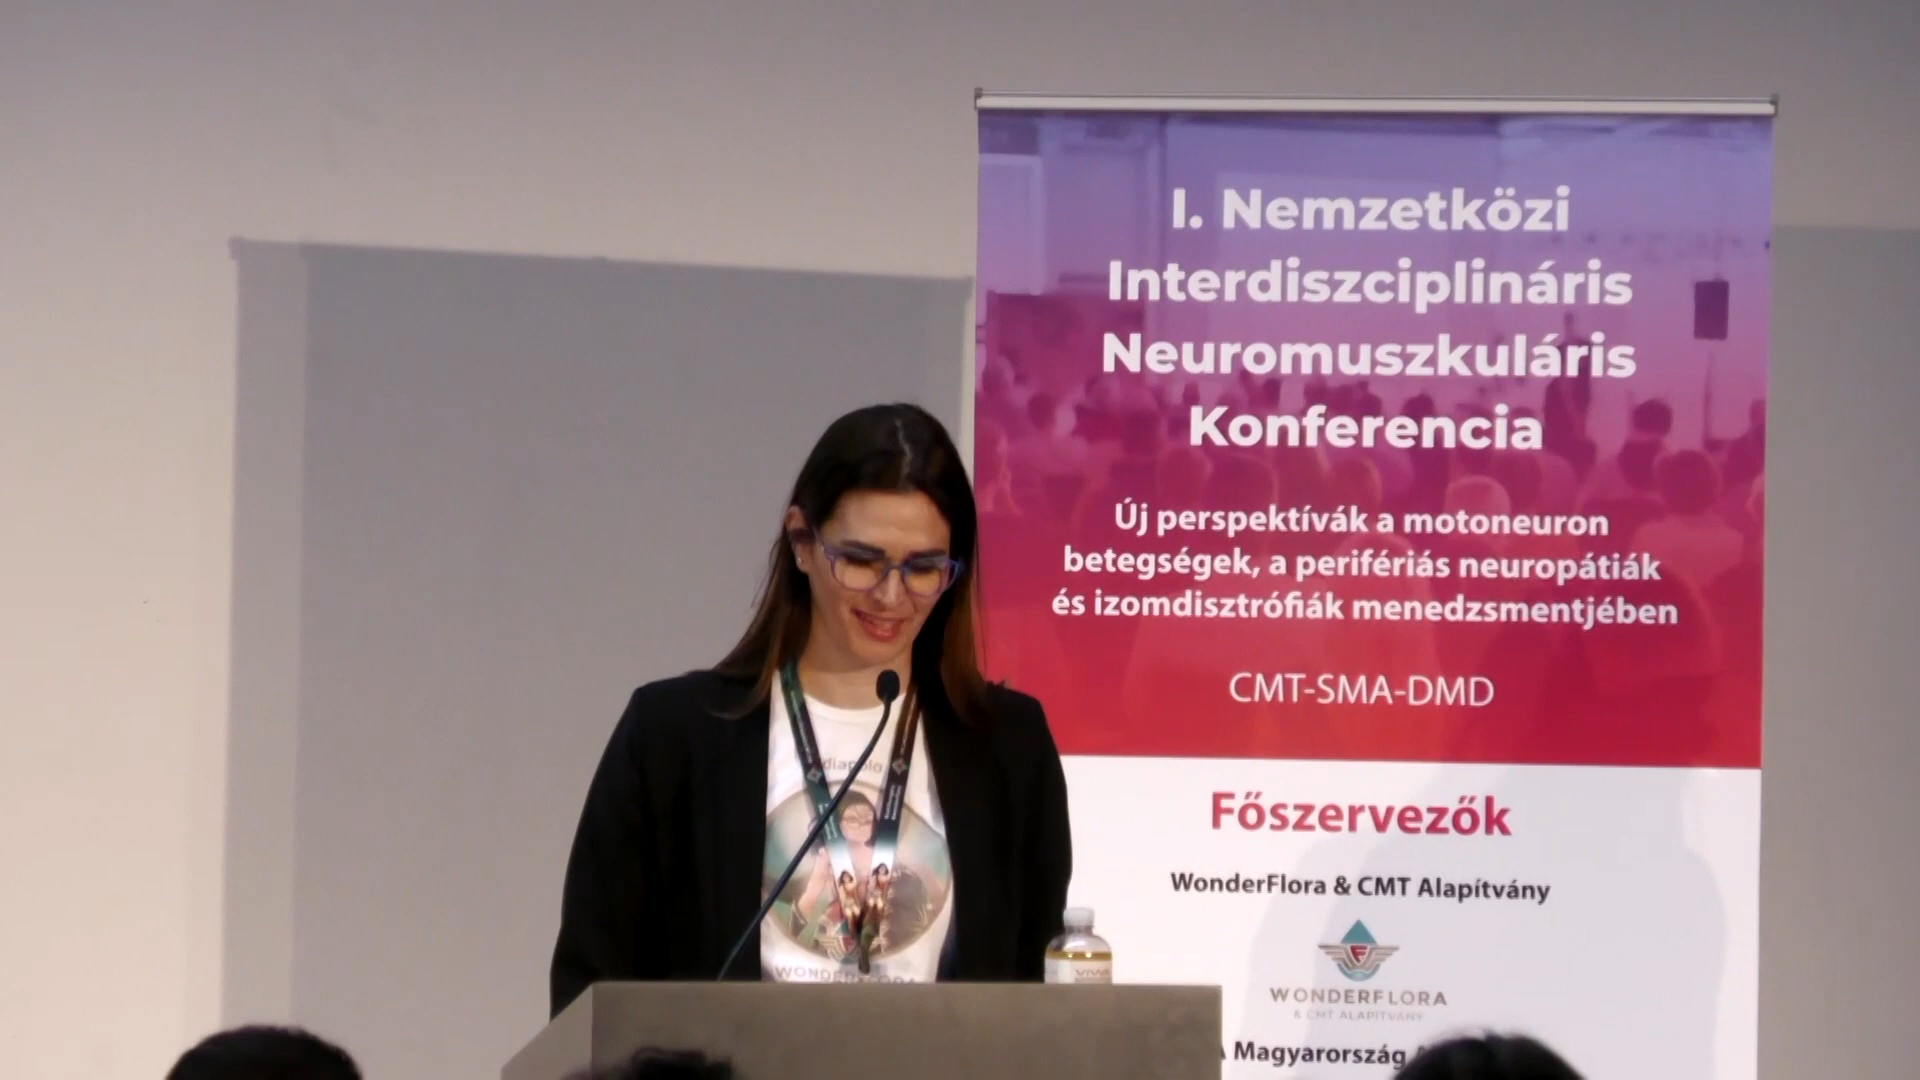 I. Nemzetközi
Interdiszciplináris
Neuromuszkuláris
Konferencia
Új perspektívák a motoneuron
betegségek, a perifériás neuropátiák
és izomdisztrófiák menedzsmentjében
CMT-SMA-DMD
Főszervezők
WonderFlora & CMT Alapítvány
WONDERFLORA
& CMT ALAPÍTVÁNY
Magyarország
VIWA